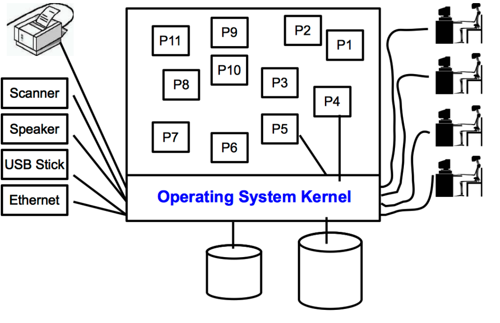 P11
P9
P2
P1
P8
P10
P3
P4
P7
P6
P5
Scanner
Speaker
USB Stick
Ethernet
Operating System Kernel